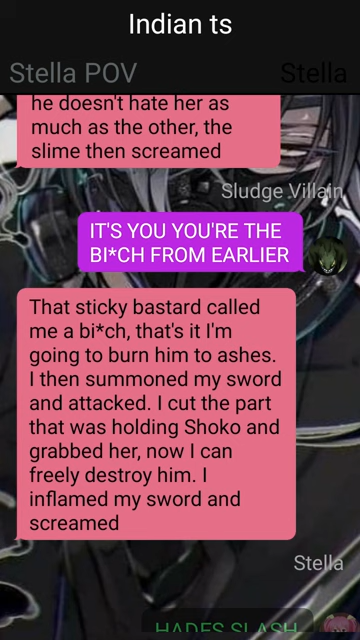 Indian ts
Stella POV
Stella
he doesn't hate her as
much as the other, the
slime then screamed
Sludge Villain
IT'S YOU YOU'RE THE
BI*CH FROM EARLIER
That sticky bastard called
me a bi*ch, that's it I'm
going to burn him to ashes.
I then summoned my sword
and attacked. I cut the part
that was holding Shoko and
grabbed her, now I can
freely destroy him. I
inflamed my sword and
screamed
Stella
HADES SLASH